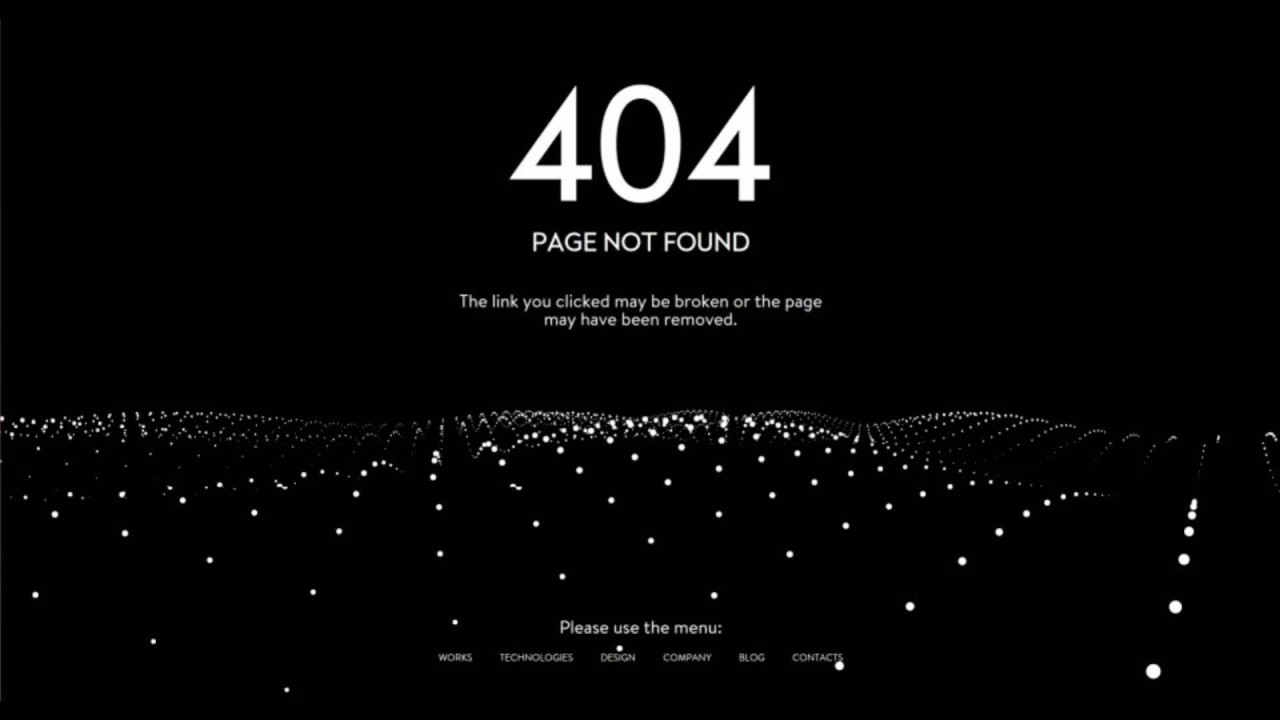 404
PAGE NOT FOUND
The link you clicked may be broken or the page
may have been removed.
Please use the menu:
WORKS TECHNOLOGIES DESIGN COMPANY BLOG CONTACTS